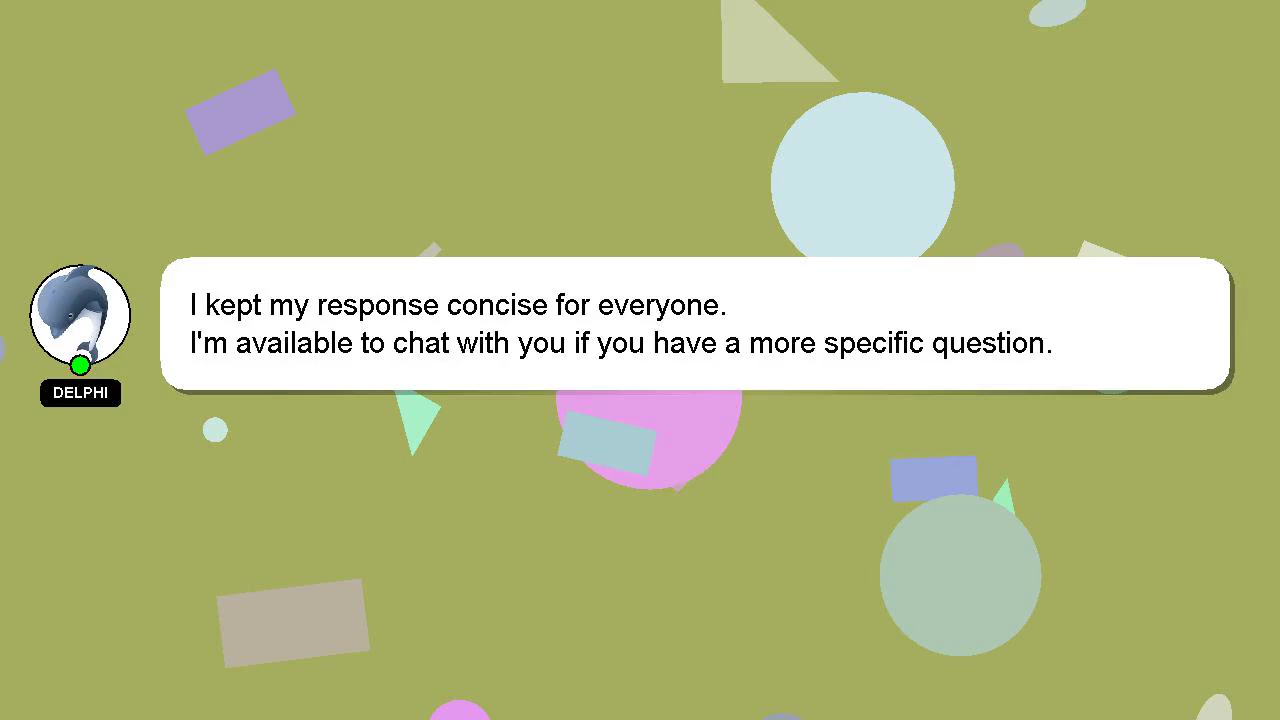 I kept my response concise for everyone.
I'm available to chat with you if you have a more specific question.
DELPHI